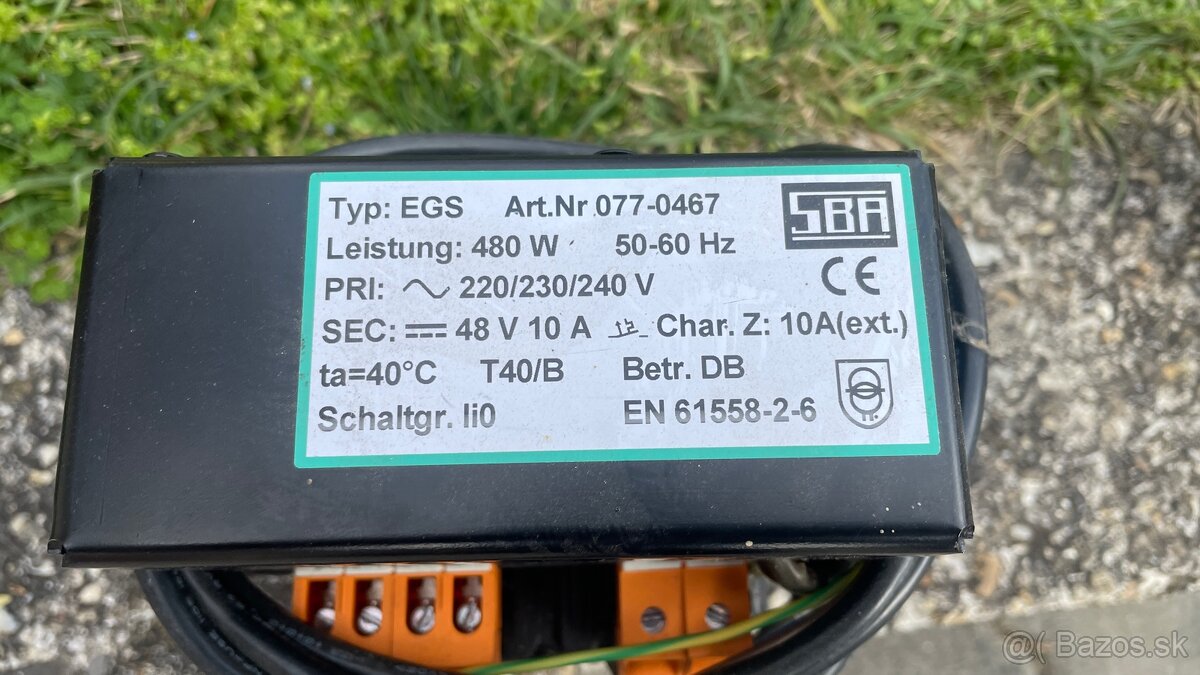 Typ: EGS Art.Nr 077-0467
SBA
Leistung: 480 W 50-60 Hz
CE
PRI: 220/230/240 V
SEC: 48 V 10 A Char. Z: 10A(ext.)
ta=40°C T40/B Betr. DB
Schaltgr. Ii0 EN 61558-2-6
@( Bazos.sk